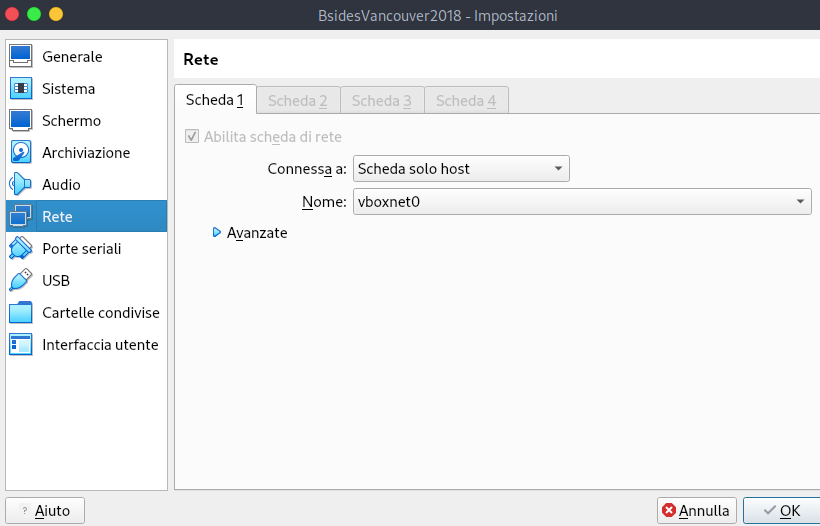 BsidesVancouver2018 - Impostazioni
Generale
Sistema
Schermo
Archiviazione
Audio
Rete
Porte seriali
USB
Cartelle condivise
Interfaccia utente
Rete
Scheda 1 Scheda 2 Scheda 3 Scheda 4
Abilita scheda di rete
Connessa a: Scheda solo host
Nome: vboxnet0
Avanzate
? Aiuto Annulla OK